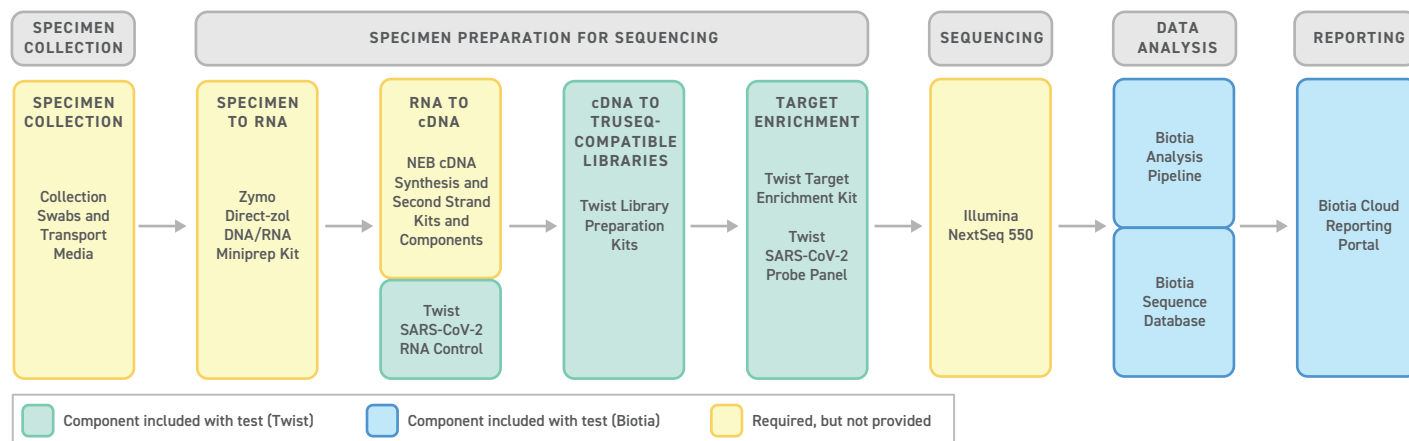 SPECIMEN
COLLECTION
SPECIMEN PREPARATION FOR SEQUENCING
SEQUENCING
DATA
ANALYSIS
REPORTING
SPECIMEN
COLLECTION
Collection
Swabs and
Transport
Media
SPECIMEN
TO RNA
Zymo
Direct-zol
DNA/RNA
Miniprep Kit
RNA TO
cDNA
NEB cDNA
Synthesis and
Second Strand
Kits and
Components
Twist
SARS-CoV-2
RNA Control
cDNA TO
TRUSEQ-
COMPATIBLE
LIBRARIES
Twist Library
Preparation
Kits
TARGET
ENRICHMENT
Twist Target
Enrichment Kit
Twist
SARS-CoV-2
Probe Panel
Illumina
NextSeq 550
Biotia
Analysis
Pipeline
Biotia
Sequence
Database
Biotia Cloud
Reporting
Portal
Component included with test (Twist)
Component included with test (Biotia)
Required, but not provided